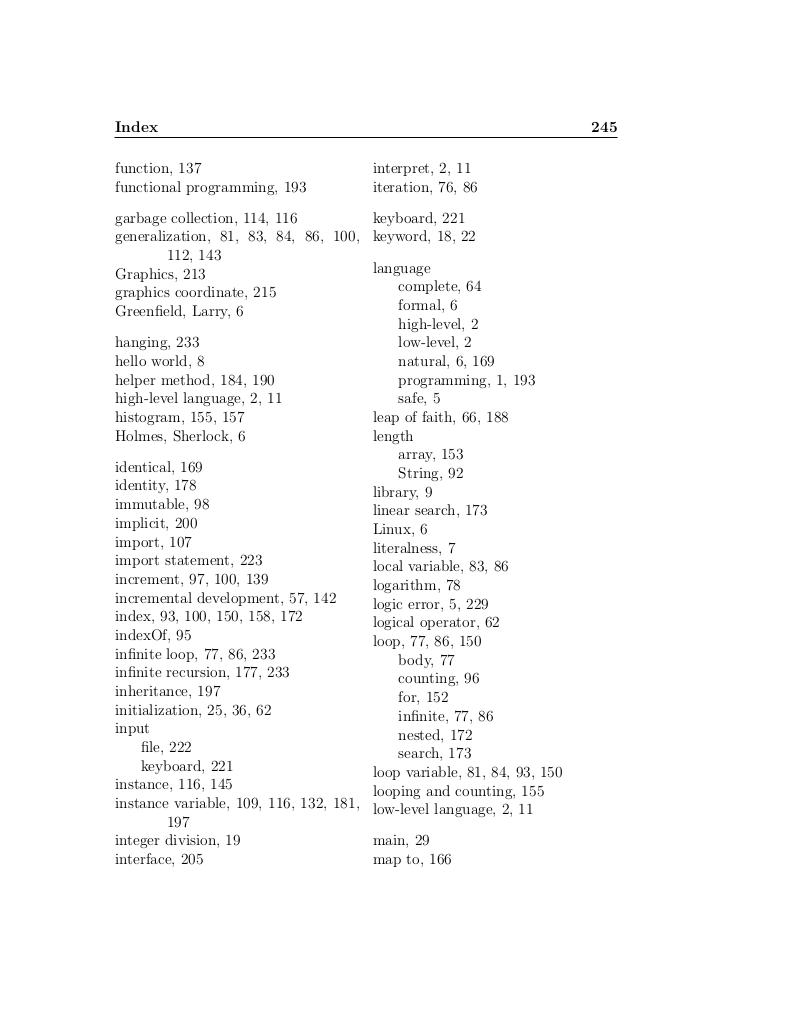 Index 245
function, 137
functional programming, 193
garbage collection, 114, 116
generalization, 81, 83, 84, 86, 100,
112, 143
Graphics, 213
graphics coordinate, 215
Greenfield, Larry, 6
hanging, 233
hello world, 8
helper method, 184, 190
high-level language, 2, 11
histogram, 155, 157
Holmes, Sherlock, 6
identical, 169
identity, 178
immutable, 98
implicit, 200
import, 107
import statement, 223
increment, 97, 100, 139
incremental development, 57, 142
index, 93, 100, 150, 158, 172
indexOf, 95
infinite loop, 77, 86, 233
infinite recursion, 177, 233
inheritance, 197
initialization, 25, 36, 62
input
file, 222
keyboard, 221
instance, 116, 145
instance variable, 109, 116, 132, 181,
197
integer division, 19
interface, 205
interpret, 2, 11
iteration, 76, 86
keyboard, 221
keyword, 18, 22
language
complete, 64
formal, 6
high-level, 2
low-level, 2
natural, 6, 169
programming, 1, 193
safe, 5
leap of faith, 66, 188
length
array, 153
String, 92
library, 9
linear search, 173
Linux, 6
literalness, 7
local variable, 83, 86
logarithm, 78
logic error, 5, 229
logical operator, 62
loop, 77, 86, 150
body, 77
counting, 96
for, 152
infinite, 77, 86
nested, 172
search, 173
loop variable, 81, 84, 93, 150
looping and counting, 155
low-level language, 2, 11
main, 29
map to, 166